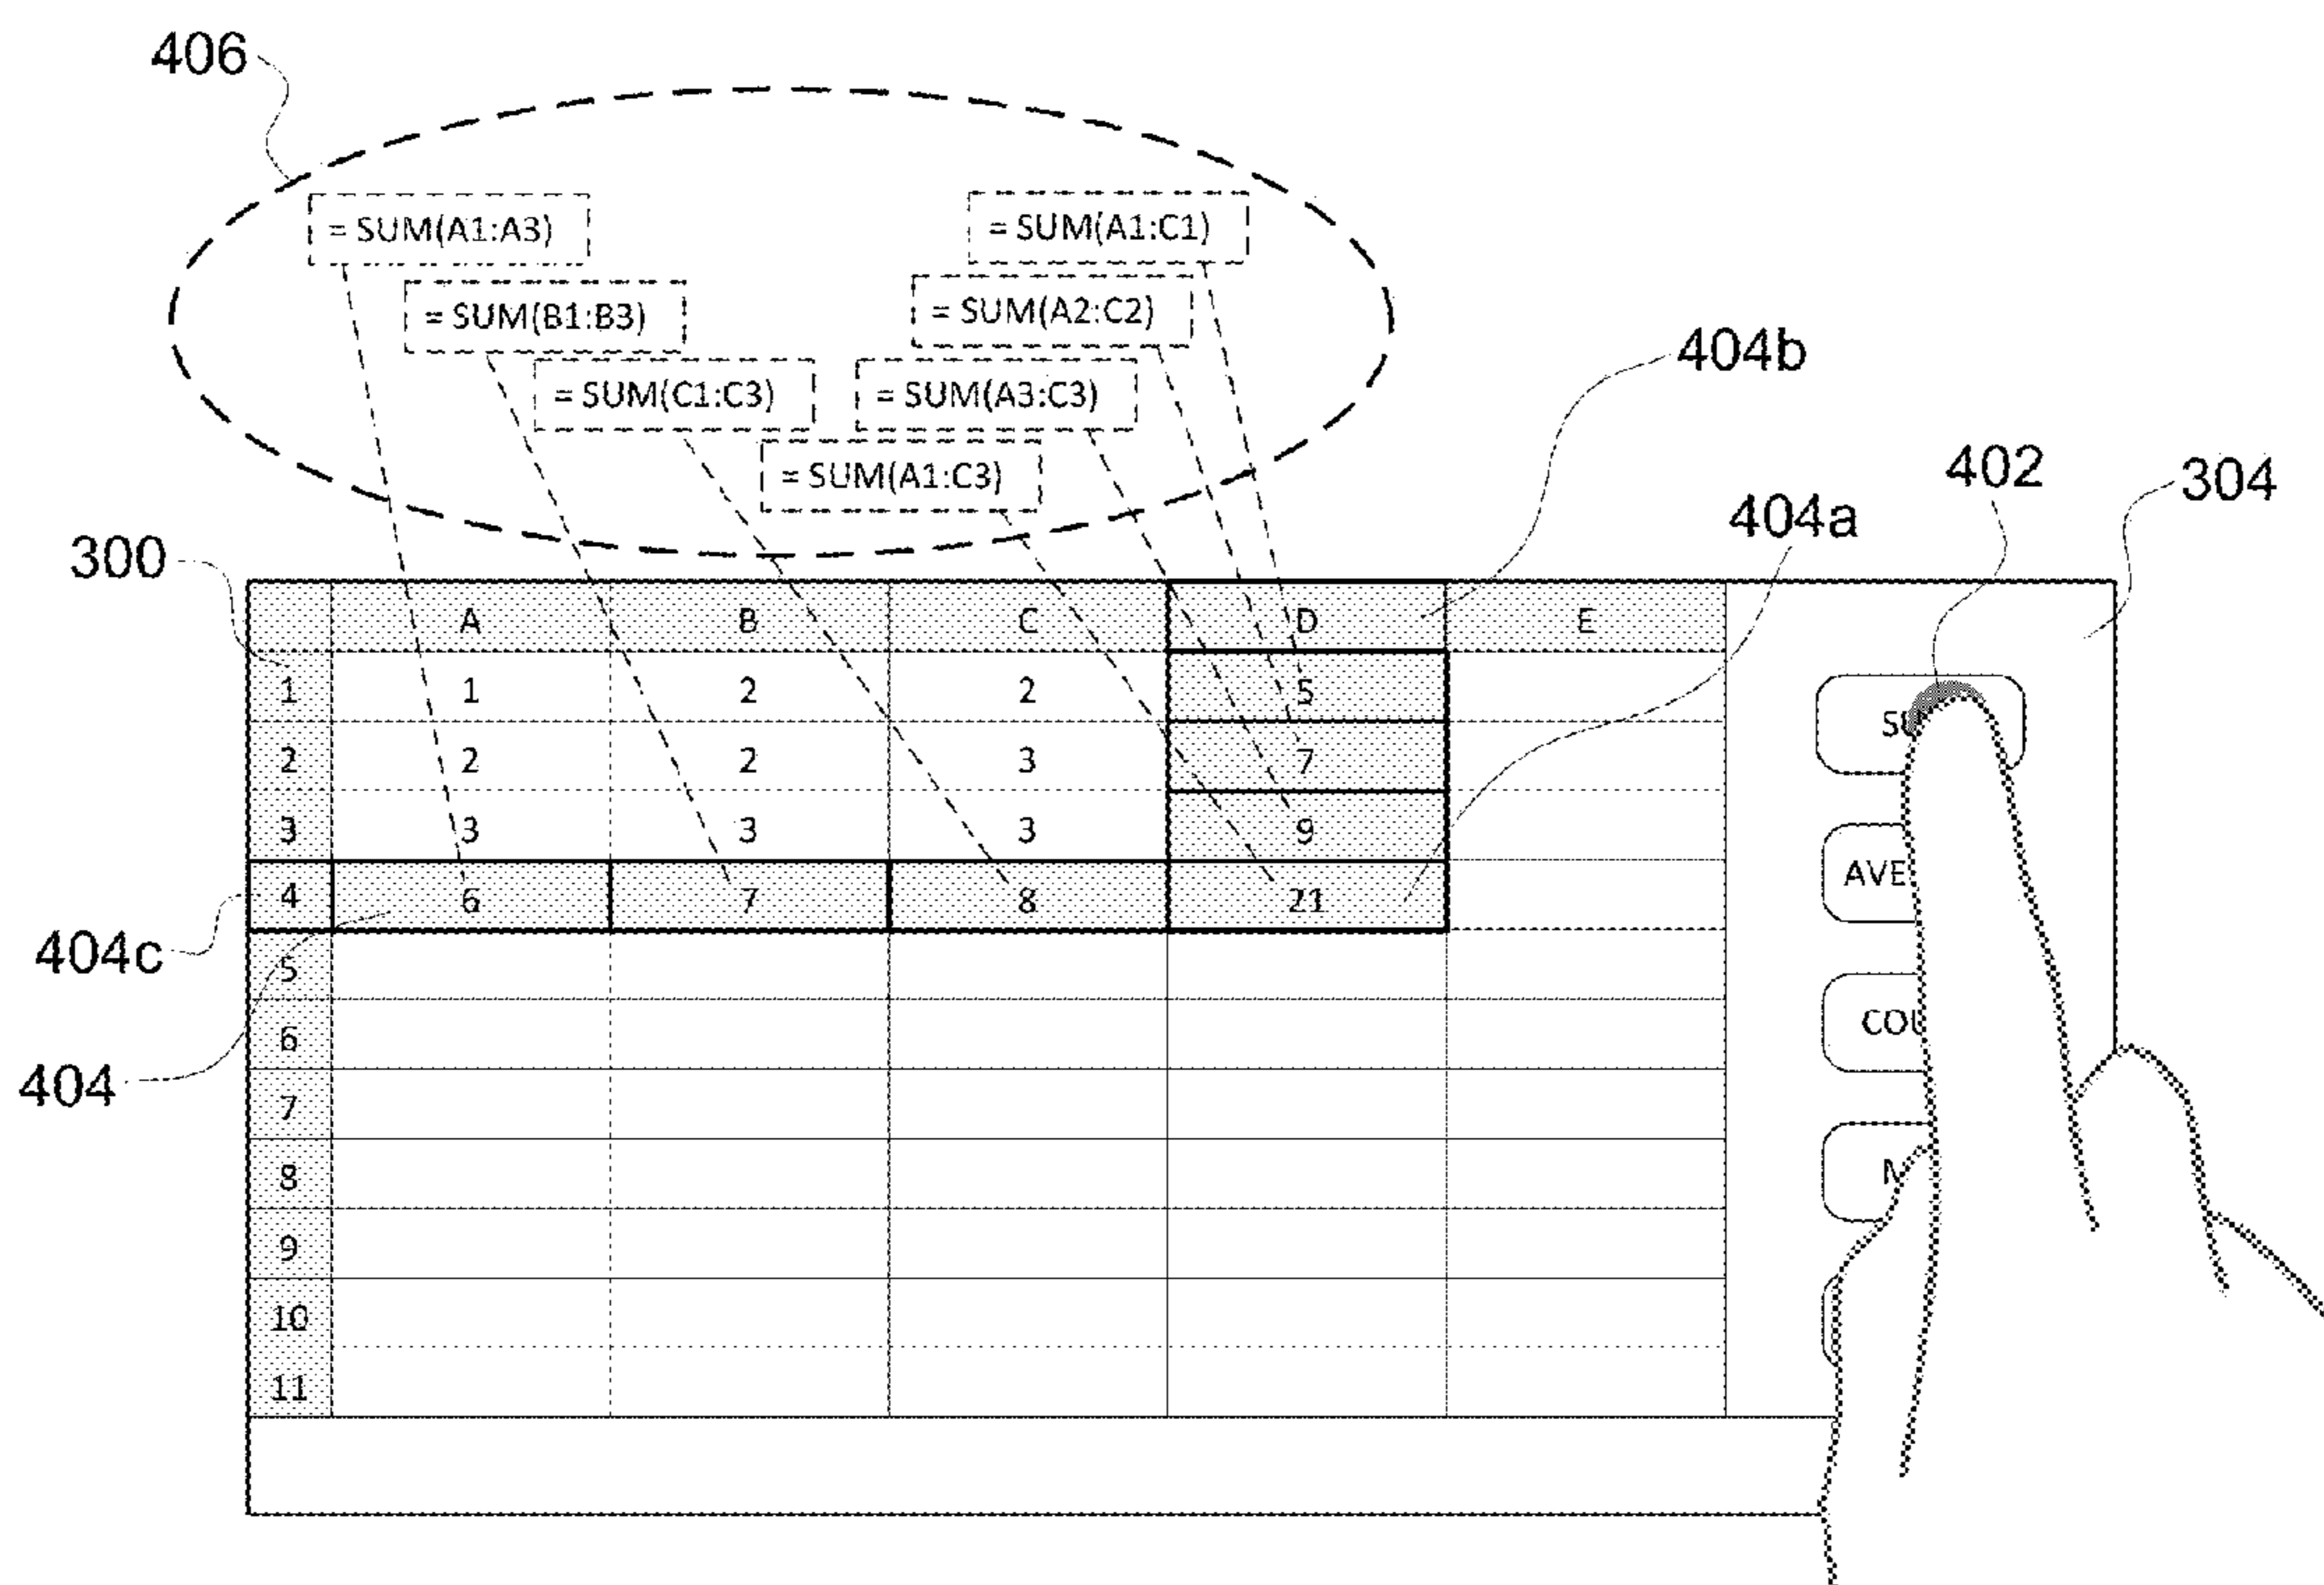 406
= SUM(A1:A3)
= SUM(A1:C1)
= SUM(B1:B3)
= SUM(A2:C2)
= SUM(C1:C3)
= SUM(A3:C3)
= SUM(A1:C3)
404b
402
304
404a
300
A B C D E
1 1 2 2 5
2 2 2 3 7
3 3 3 3 9
4 6 7 8 21
5
6
7
8
9
10
11
404c
404